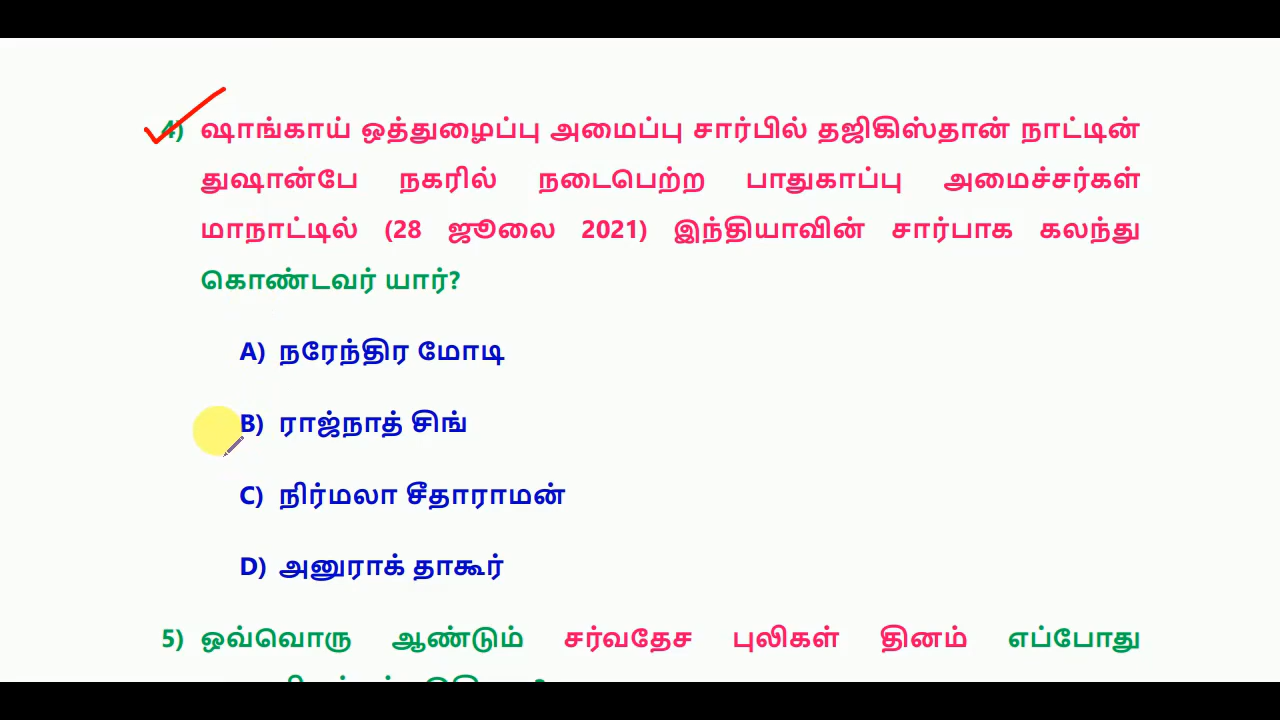 4) ஷாங்காய் ஒத்துழைப்பு அமைப்பு சார்பில் தஜிகிஸ்தான் நாட்டின்
துஷான்பே நகரில் நடைபெற்ற பாதுகாப்பு அமைச்சர்கள்
மாநாட்டில் (28 ஜூலை 2021) இந்தியாவின் சார்பாக கலந்து
கொண்டவர் யார்?
A) நரேந்திர மோடி
B) ராஜ்நாத் சிங்
C) நிர்மலா சீதாராமன்
D) அனுராக் தாகூர்
5) ஒவ்வொரு ஆண்டும் சர்வதேச புலிகள் தினம் எப்போது